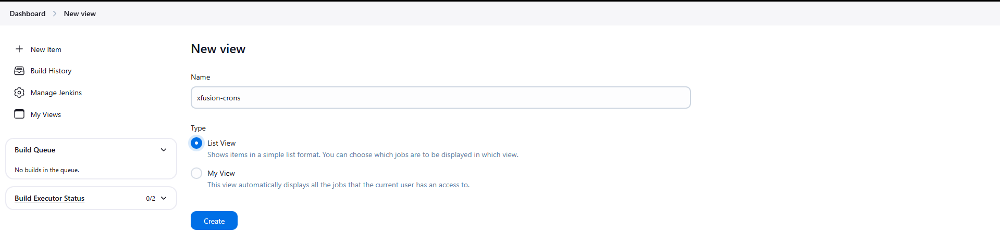 Dashboard > New view
New Item
Build History
Manage Jenkins
My Views
Build Queue
No builds in the queue.
Build Executor Status 0/2
New view
Name
xfusion-crons
Type
List View
Shows items in a simple list format. You can choose which jobs are to be displayed in which view.
My View
This view automatically displays all the jobs that the current user has an access to.
Create